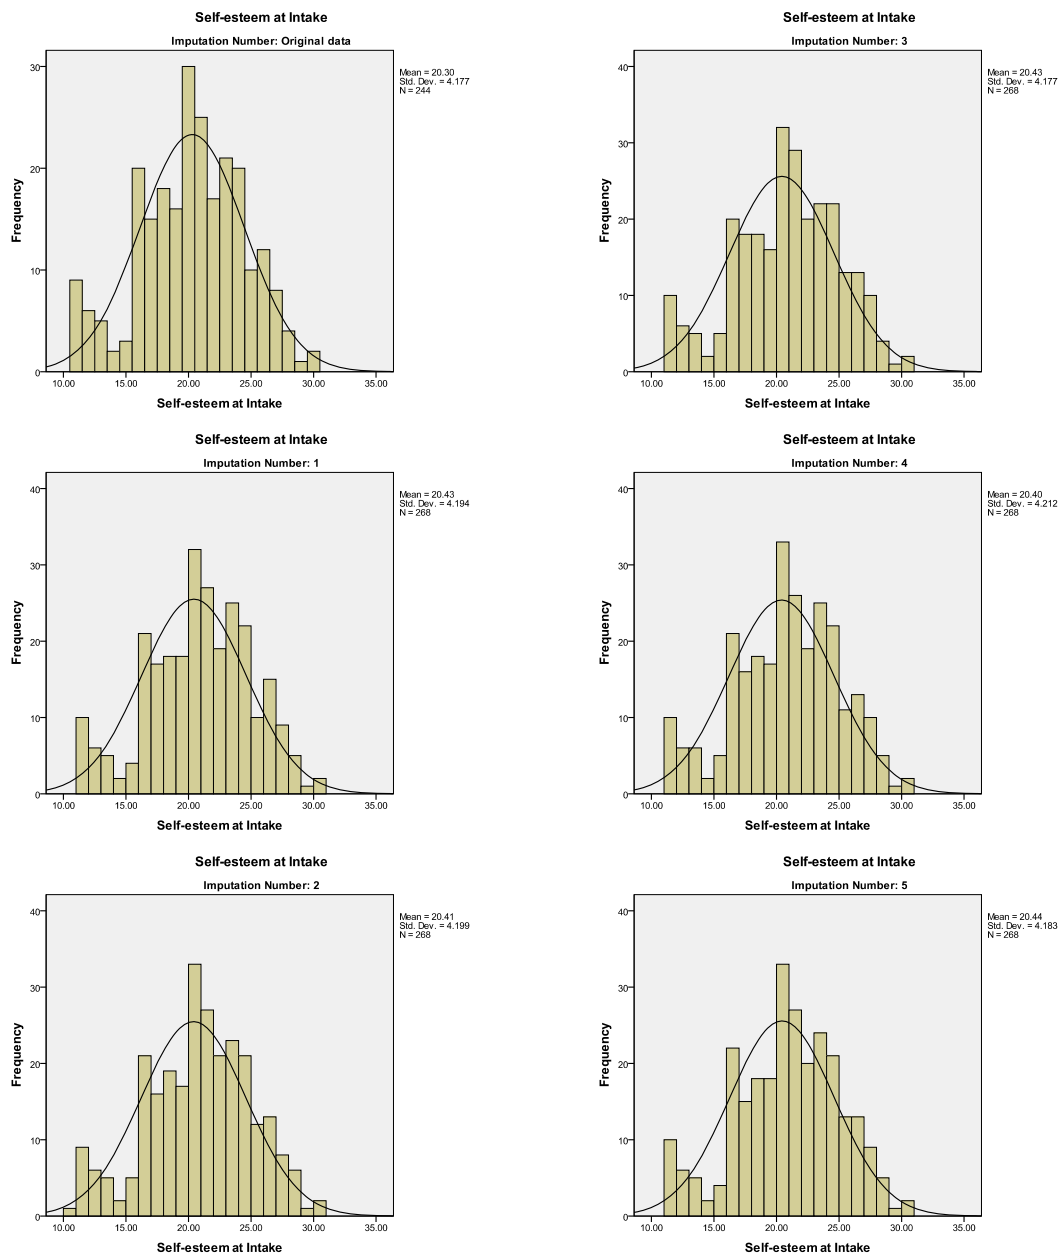 Self-esteem at Intake
Imputation Number: Original data
Mean = 20.30
Std. Dev. = 4.177
N = 244
30
20
10
0
Frequency
10.00 15.00 20.00 25.00 30.00 35.00
Self-esteem at Intake
Self-esteem at Intake
Imputation Number: 3
Mean = 20.43
Std. Dev. = 4.177
N = 268
40
30
20
10
0
Frequency
10.00 15.00 20.00 25.00 30.00 35.00
Self-esteem at Intake
Self-esteem at Intake
Imputation Number: 1
Mean = 20.43
Std. Dev. = 4.194
N = 268
40
30
20
10
0
Frequency
10.00 15.00 20.00 25.00 30.00 35.00
Self-esteem at Intake
Self-esteem at Intake
Imputation Number: 4
Mean = 20.40
Std. Dev. = 4.212
N = 268
40
30
20
10
0
Frequency
10.00 15.00 20.00 25.00 30.00 35.00
Self-esteem at Intake
Self-esteem at Intake
Imputation Number: 2
Mean = 20.41
Std. Dev. = 4.199
N = 268
40
30
20
10
0
Frequency
10.00 15.00 20.00 25.00 30.00 35.00
Self-esteem at Intake
Self-esteem at Intake
Imputation Number: 5
Mean = 20.44
Std. Dev. = 4.183
N = 268
40
30
20
10
0
Frequency
10.00 15.00 20.00 25.00 30.00 35.00
Self-esteem at Intake